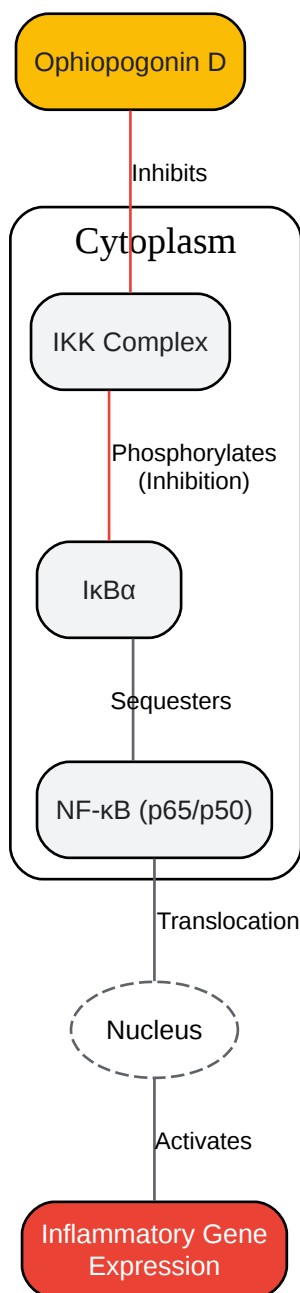 Ophiopogonin D
Inhibits
Cytoplasm
IKK Complex
Phosphorylates
(Inhibition)
IκBα
Sequesters
NF-κB (p65/p50)
Translocation
Nucleus
Activates
Inflammatory Gene
Expression